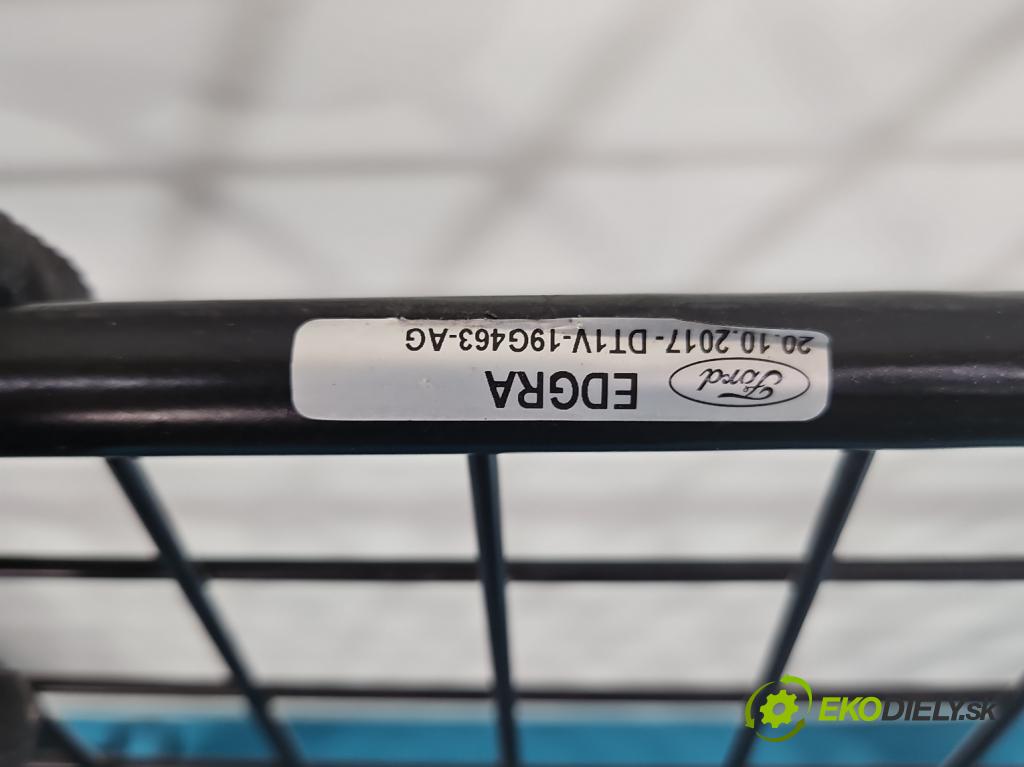 Ford EDGRA
20.10.2017- DT1V-19G463-AG
EKODIELY.SK